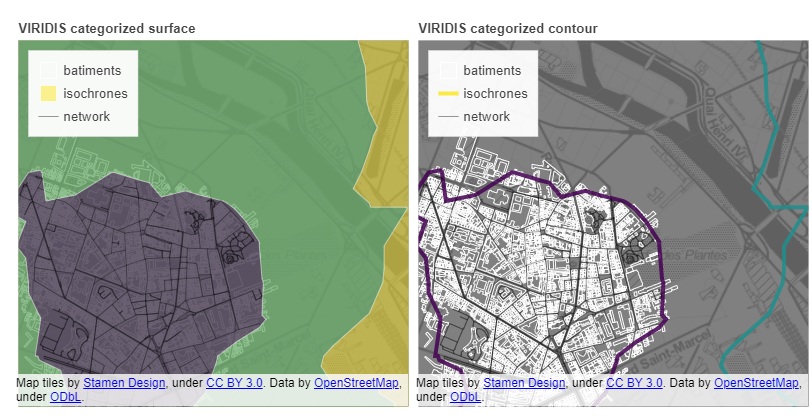 VIRIDIS categorized surface
batiments
isochrones
network
Map tiles by Stamen Design, under CC BY 3.0. Data by OpenStreetMap,
under ODbL.
VIRIDIS categorized contour
batiments
isochrones
network
Quai Henri IV
des Plantes
d Saint-Marcel
Map tiles by Stamen Design, under CC BY 3.0. Data by OpenStreetMap,
under ODbL.